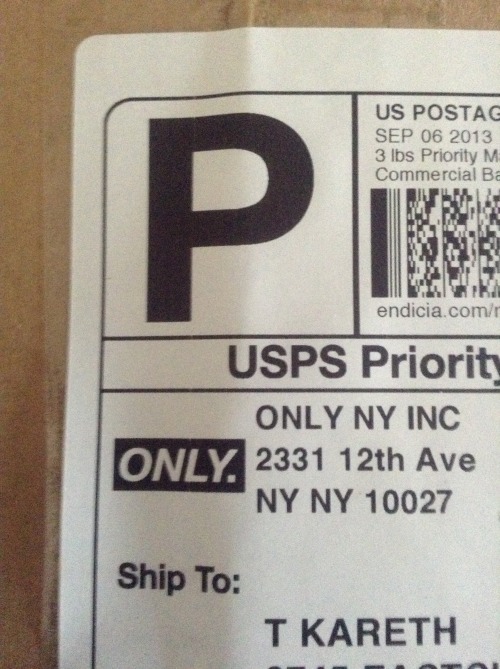 P
US POSTAG
SEP 06 2013
3 lbs Priority M
Commercial Ba
endicia.com/
USPS Priority
ONLY NY INC
ONLY. 2331 12th Ave
NY NY 10027
Ship To:
T KARETH